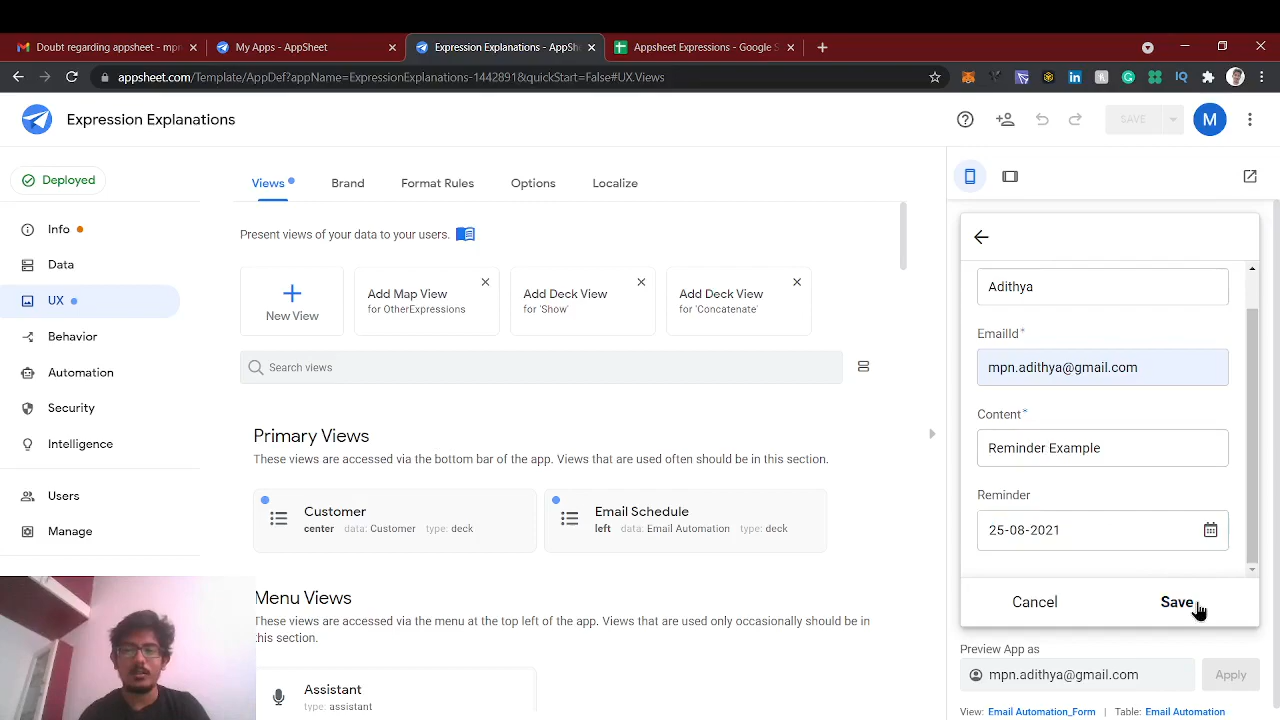 Doubt regarding appsheet - mpn
My Apps - AppSheet
Expression Explanations - AppShe
Appsheet Expressions - Google S
appsheet.com/Template/AppDef?appName=ExpressionExplanations-1442891&quickStart=False#UX.Views
Expression Explanations
SAVE
M
Deployed
Views
Brand
Format Rules
Options
Localize
Info
Data
UX
Behavior
Automation
Security
Intelligence
Users
Manage
Present views of your data to your users.
New View
Add Map View
for OtherExpressions
Add Deck View
for 'Show'
Add Deck View
for 'Concatenate'
Search views
Primary Views
These views are accessed via the bottom bar of the app. Views that are used often should be in this section.
Customer
center data: Customer type: deck
Email Schedule
left data: Email Automation type: deck
Menu Views
These views are accessed via the menu at the top left of the app. Views that are used only occasionally should be in
this section.
Assistant
type: assistant
Adithya
EmailId*
mpn.adithya@gmail.com
Content*
Reminder Example
Reminder
25-08-2021
Cancel
Save
Preview App as
mpn.adithya@gmail.com
Apply
View: Email Automation_Form | Table: Email Automation